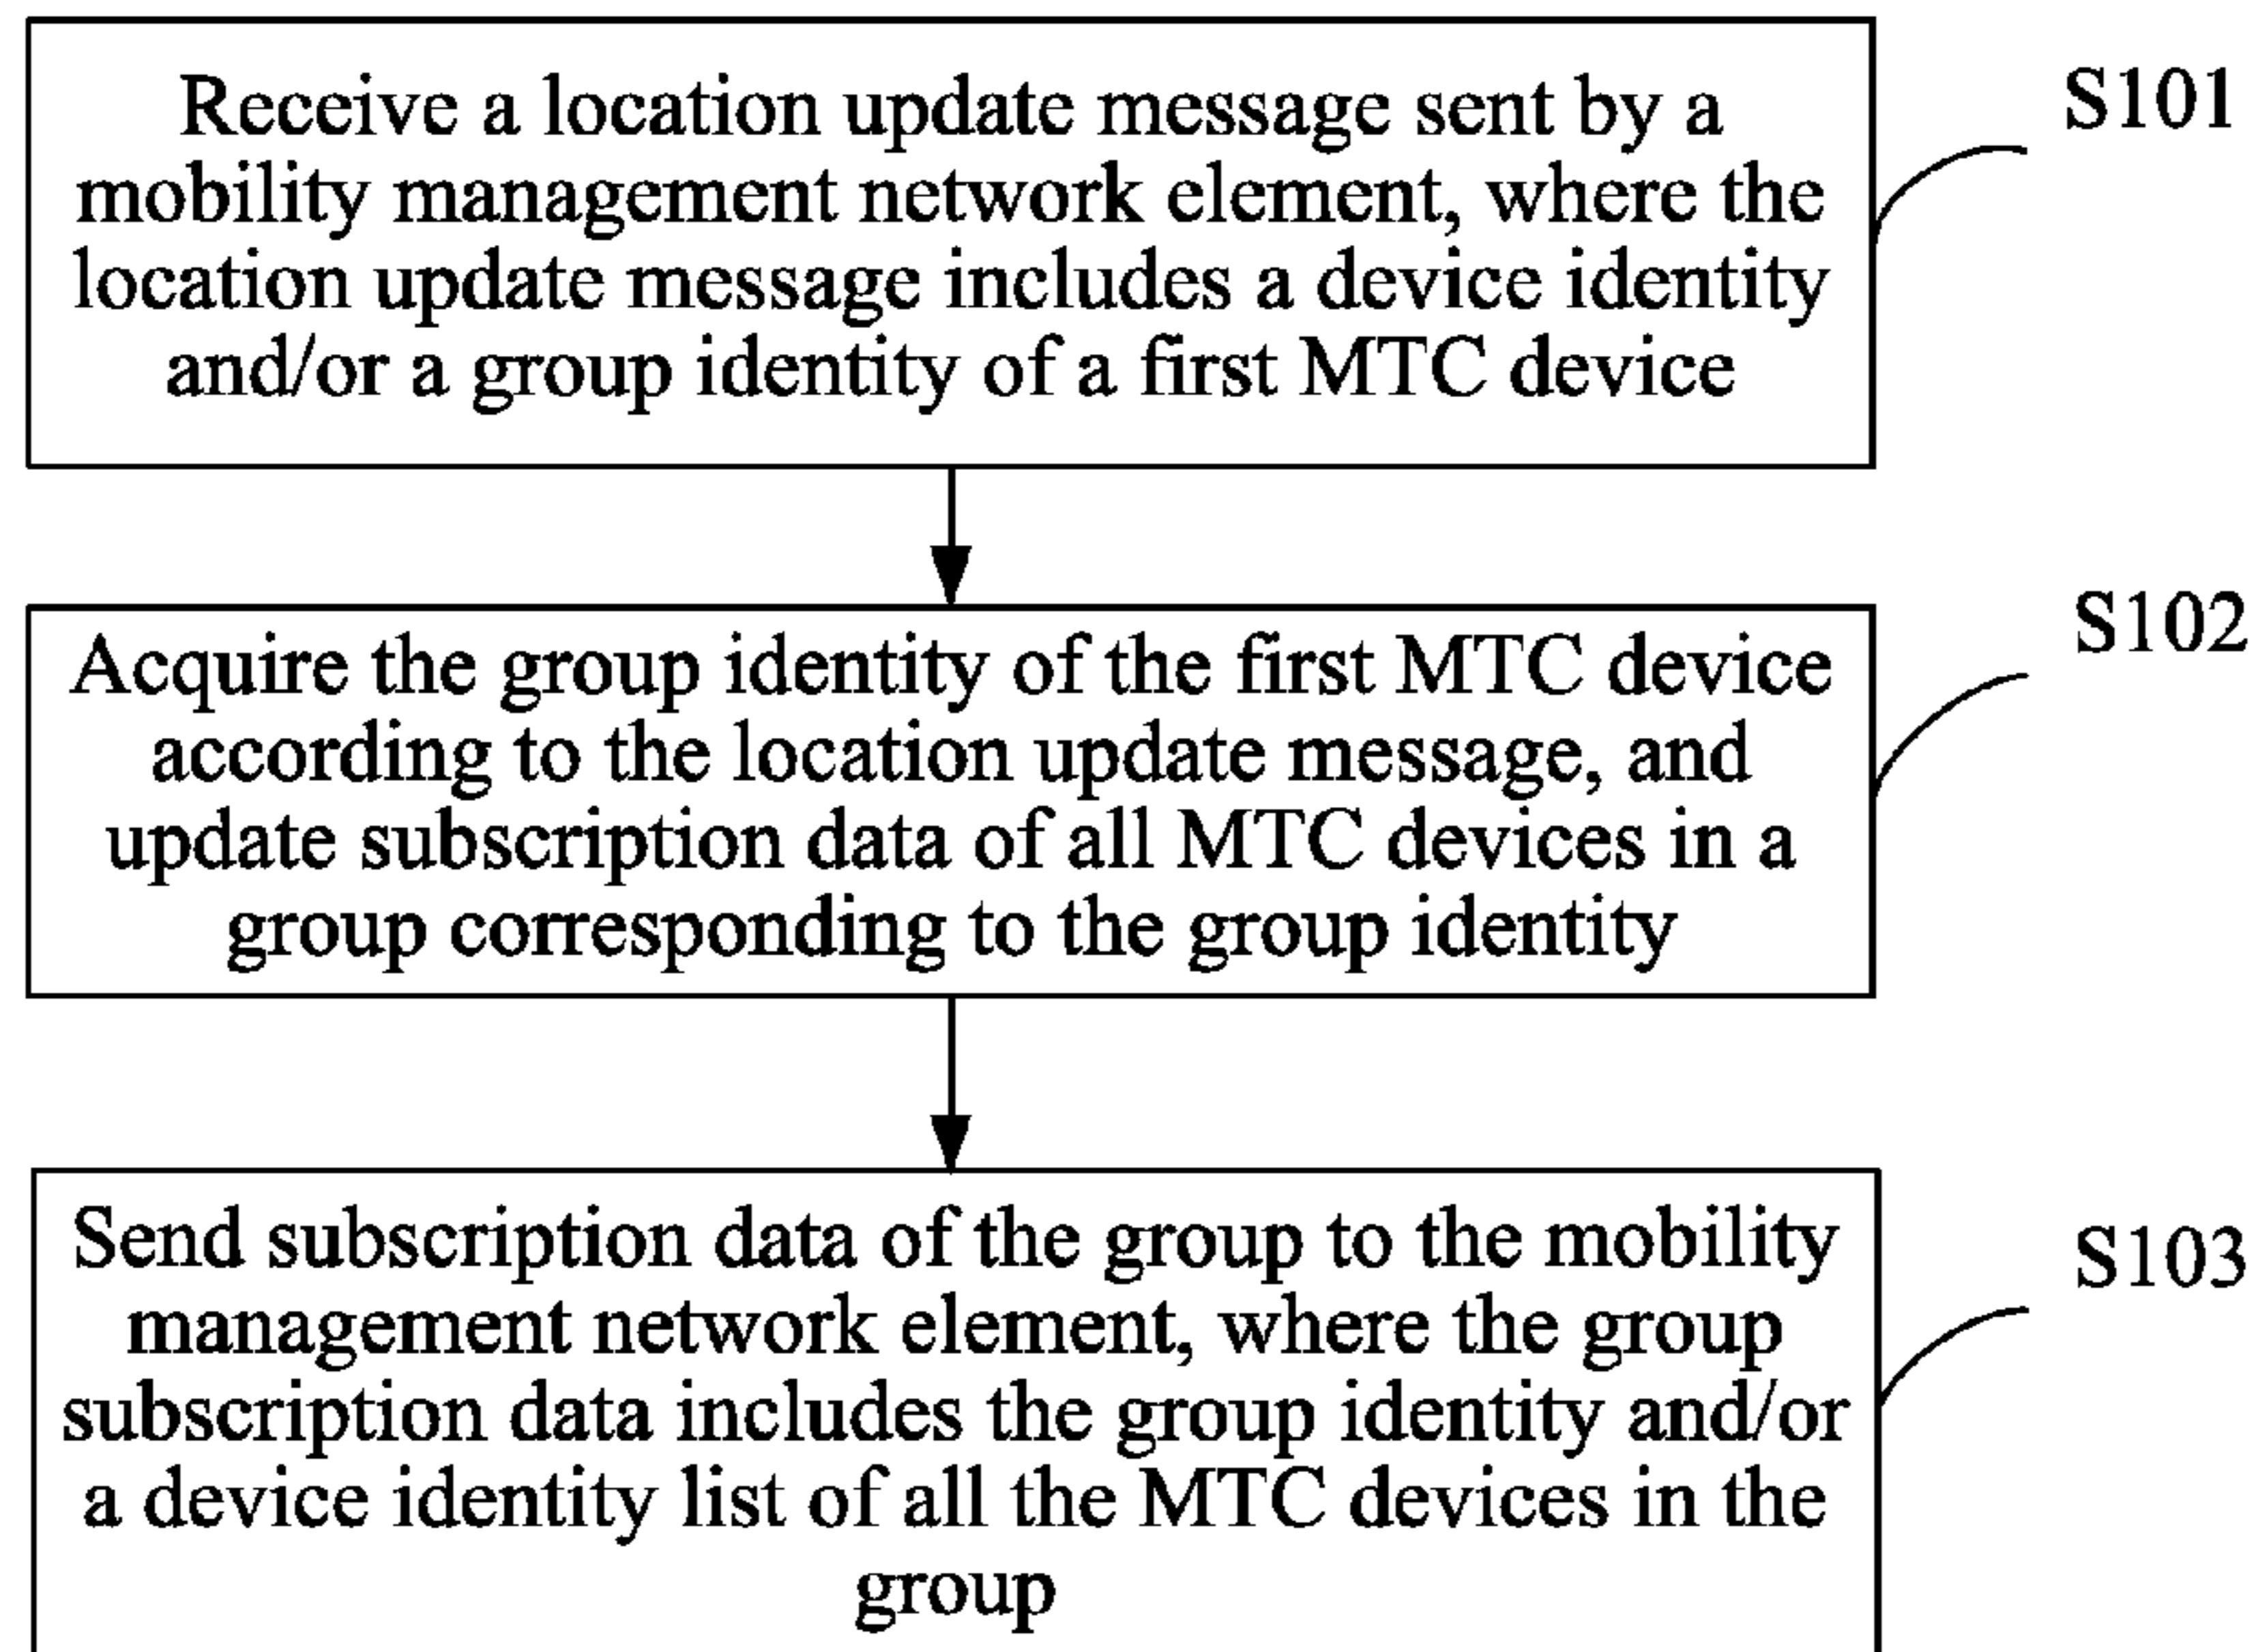 Receive a location update message sent by a
mobility management network element, where the
location update message includes a device identity
and/or a group identity of a first MTC device
S101
Acquire the group identity of the first MTC device
according to the location update message, and
update subscription data of all MTC devices in a
group corresponding to the group identity
S102
Send subscription data of the group to the mobility
management network element, where the group
subscription data includes the group identity and/or
a device identity list of all the MTC devices in the
group
S103